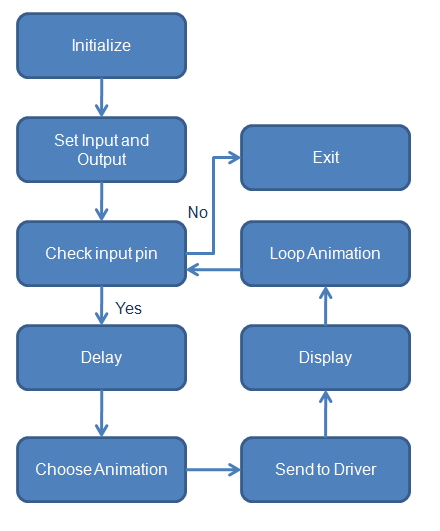 Initialize
Set Input and
Output
Exit
No
Check input pin
Loop Animation
Yes
Delay
Display
Choose Animation
Send to Driver